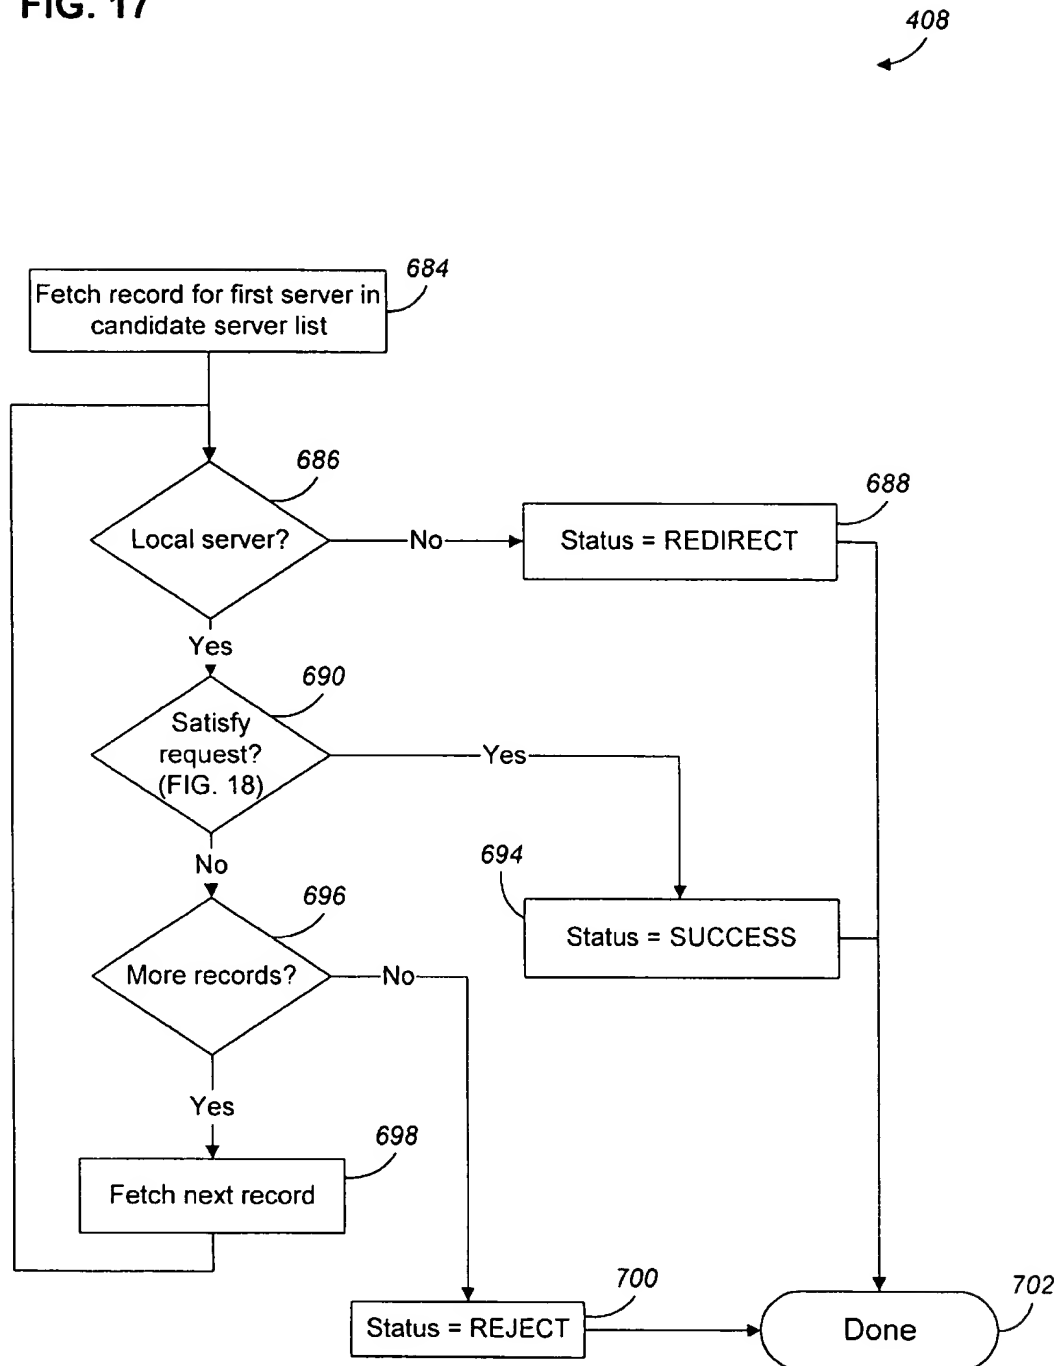 FIG. 17
408
684
Fetch record for first server in
candidate server list
686
Local server?
No
688
Status = REDIRECT
Yes
690
Satisfy
request?
(FIG. 18)
Yes
No
694
Status = SUCCESS
696
More records?
No
Yes
698
Fetch next record
700
Status = REJECT
702
Done